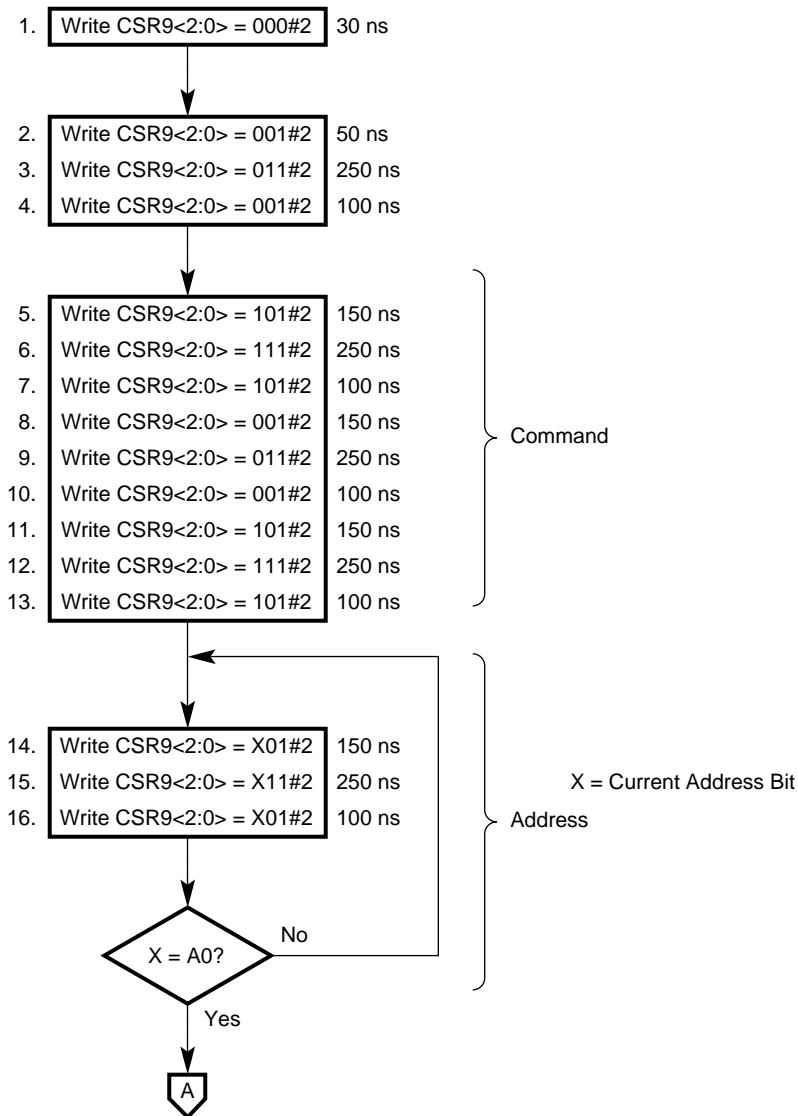 1. Write CSR9<2:0> = 000#2 30 ns
2. Write CSR9<2:0> = 001#2 50 ns
3. Write CSR9<2:0> = 011#2 250 ns
4. Write CSR9<2:0> = 001#2 100 ns
5. Write CSR9<2:0> = 101#2 150 ns
6. Write CSR9<2:0> = 111#2 250 ns
7. Write CSR9<2:0> = 101#2 100 ns
8. Write CSR9<2:0> = 001#2 150 ns
9. Write CSR9<2:0> = 011#2 250 ns
10. Write CSR9<2:0> = 001#2 100 ns
11. Write CSR9<2:0> = 101#2 150 ns
12. Write CSR9<2:0> = 111#2 250 ns
13. Write CSR9<2:0> = 101#2 100 ns
Command
14. Write CSR9<2:0> = X01#2 150 ns
15. Write CSR9<2:0> = X11#2 250 ns
16. Write CSR9<2:0> = X01#2 100 ns
X = Current Address Bit
Address
X = A0?
No
Yes
A